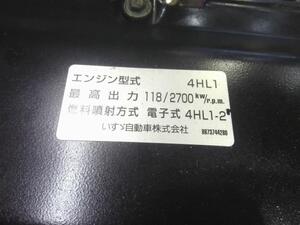 エンジン型式 4HL1
最高出力 118/2700 kw/r.p.m.
燃料噴射方式 電子式 4HL1-2
いすゞ自動車株式会社